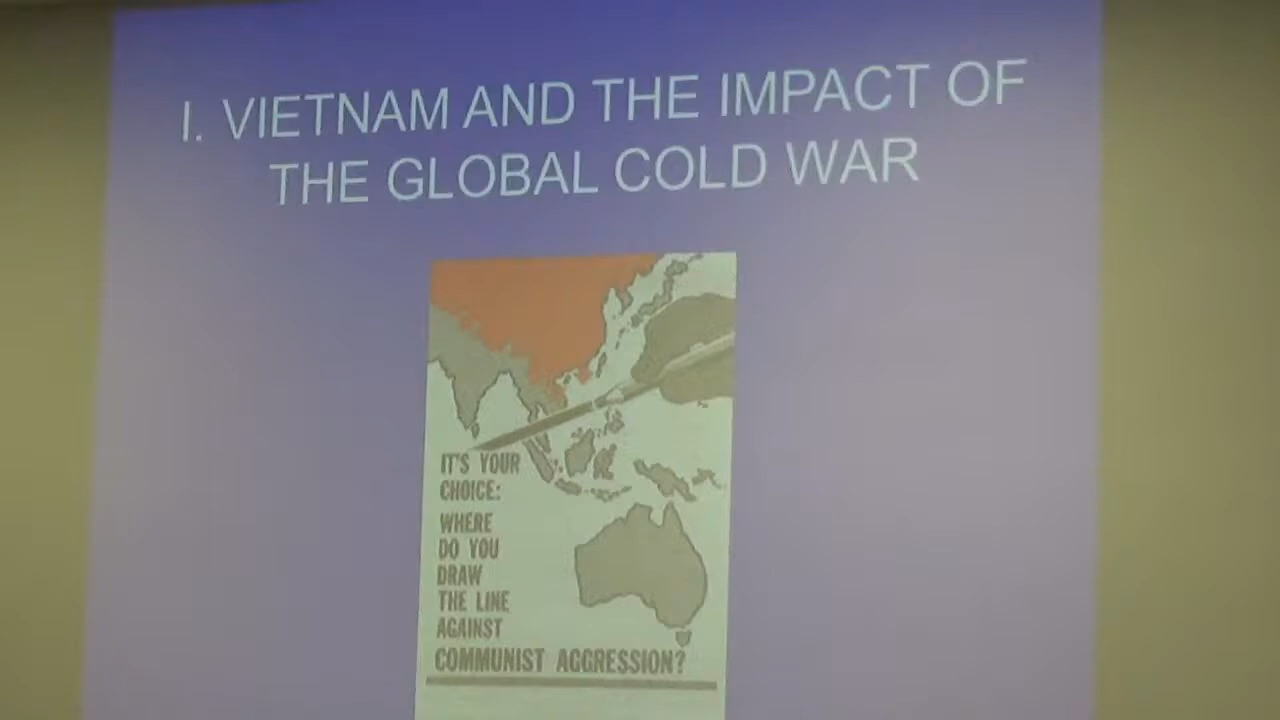 I. VIETNAM AND THE IMPACT OF
THE GLOBAL COLD WAR
IT'S YOUR
CHOICE:
WHERE
DO YOU
DRAW
THE LINE
AGAINST
COMMUNIST AGGRESSION?